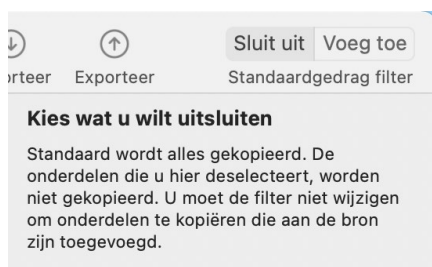 Sluit uit Voeg toe
Exporteer Standaardgedrag filter
Kies wat u wilt uitsluiten
Standaard wordt alles gekopieerd. De
onderdelen die u hier deselecteert, worden
niet gekopieerd. U moet de filter niet wijzigen
om onderdelen te kopiëren die aan de bron
zijn toegevoegd.